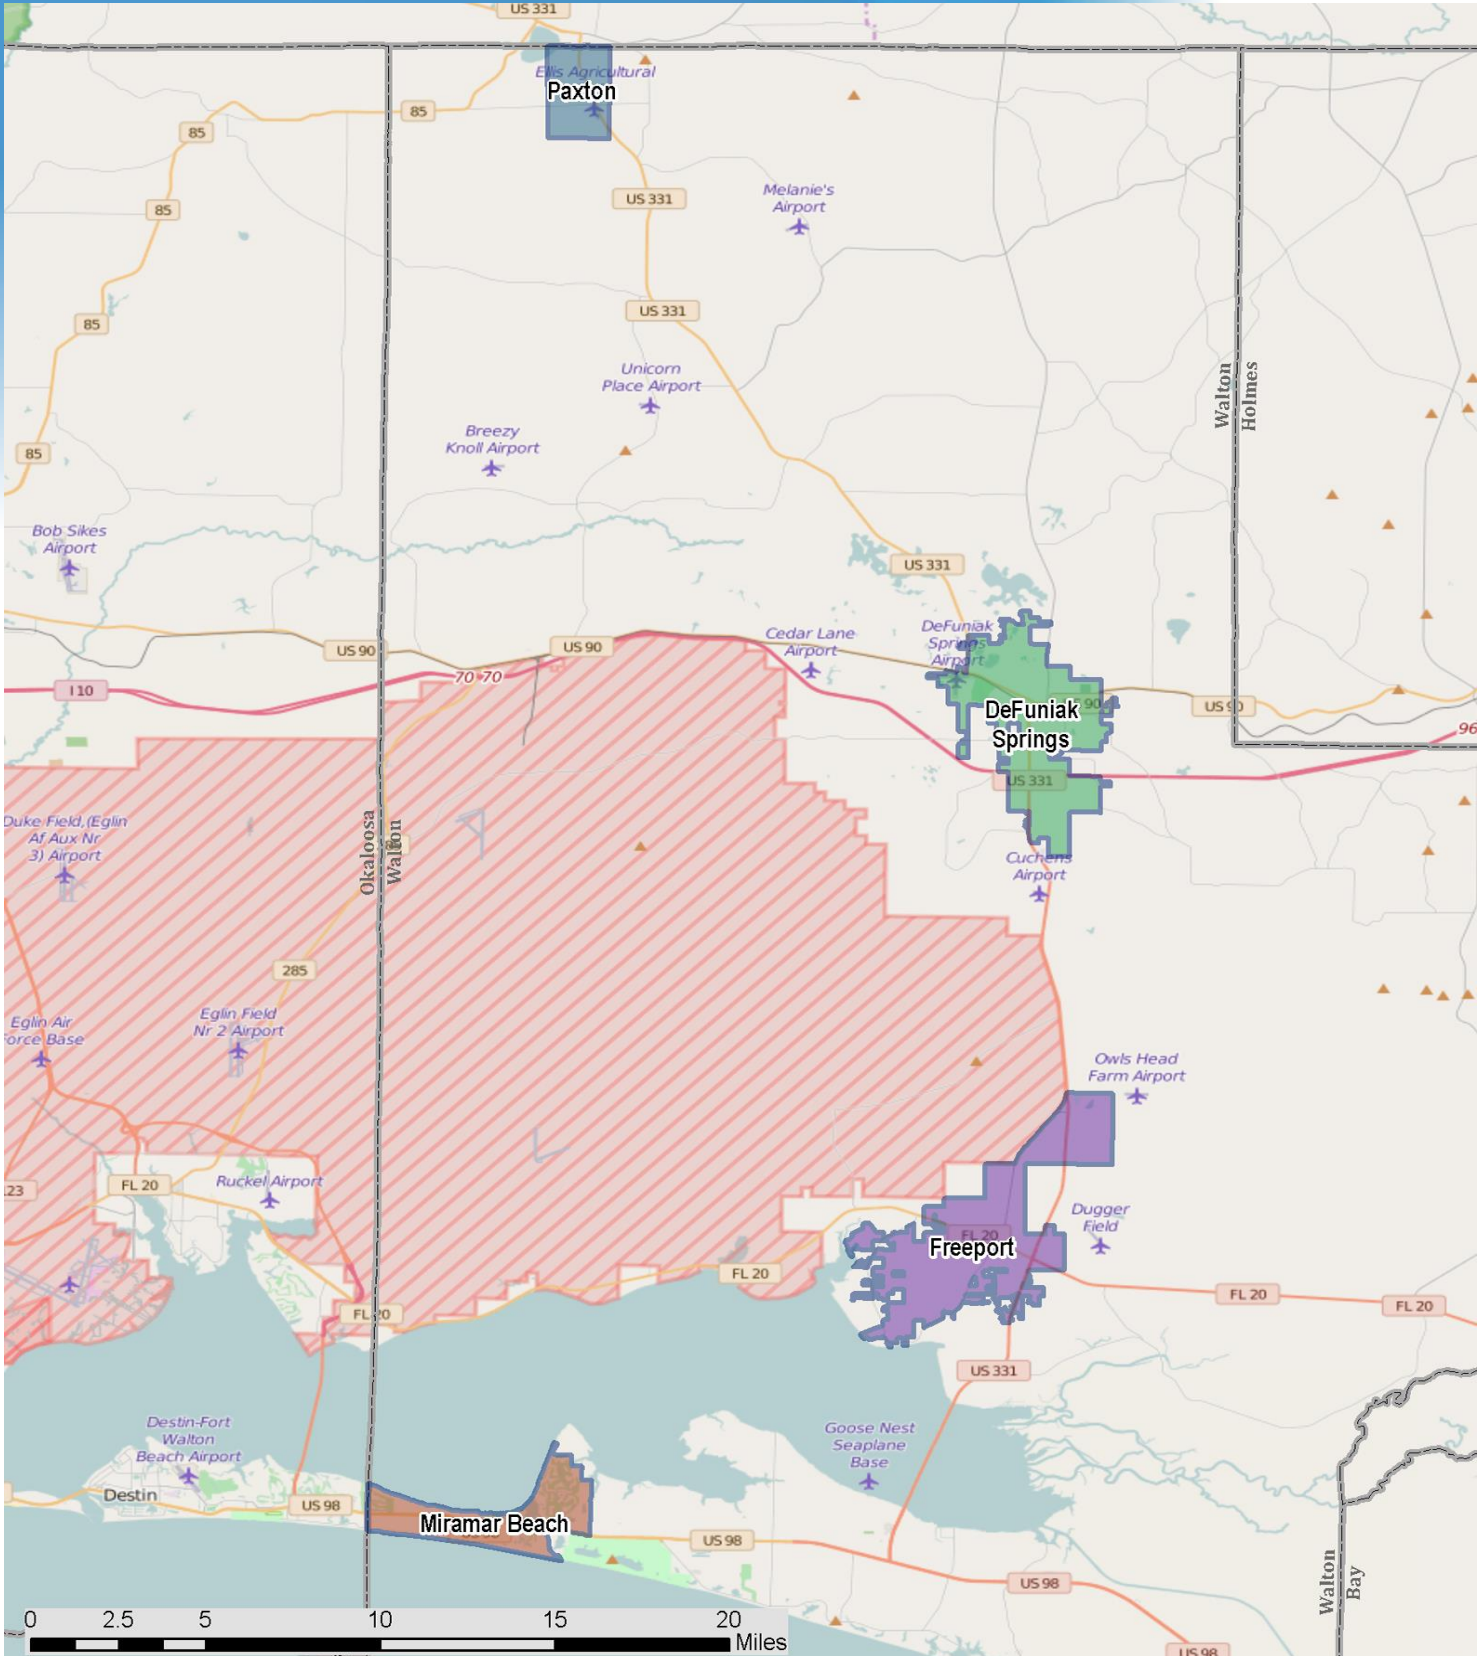 US 331
Ellis Agricultural
Paxton
85
85
US 331
85
Melanie's
Airport
US 331
85
Unicorn
Place Airport
Walton
Holmes
Breezy
Knoll Airport
85
Bob Sikes
Airport
US 331
DeFuniak
Springs
Airport
Cedar Lane
Airport
US 90
US 90
70 70
I 10
90
US 90
DeFuniak
Springs
96
US 331
Duke Field,(Eglin
Af Aux Nr
3) Airport
Okaloosa
Walton
Cuchens
Airport
285
Eglin Field
Nr 2 Airport
Eglin Air
orce Base
Owls Head
Farm Airport
FL 20
23
Ruckel Airport
Dugger
Field
FL 20
Freeport
FL 20
FL 20
FL 20
FL 20
US 331
Destin-Fort
Walton
Beach Airport
Goose Nest
Seaplane
Base
Destin
US 98
Miramar Beach
US 98
US 98
Walton
Bay
0 2.5 5 10 15 20
Miles
US 98